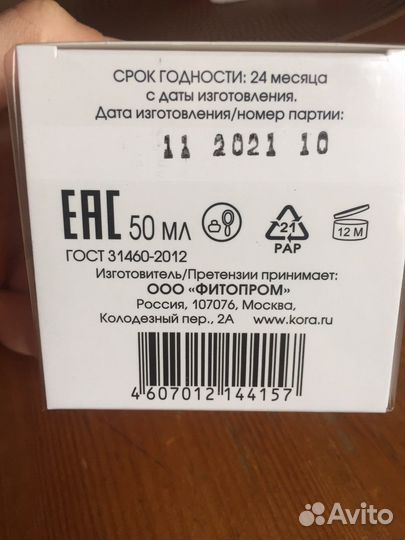 СРОК ГОДНОСТИ: 24 месяца
с даты изготовления.
Дата изготовления/номер партии:
11 2021 10
EAC 50 МЛ 21 PAP 12 M
ГОСТ 31460-2012
Изготовитель/Претензии принимает:
ООО «ФИТОПРОМ»
Россия, 107076, Москва,
Колодезный пер., 2А www.kora.ru
4 607012 144157
Avito